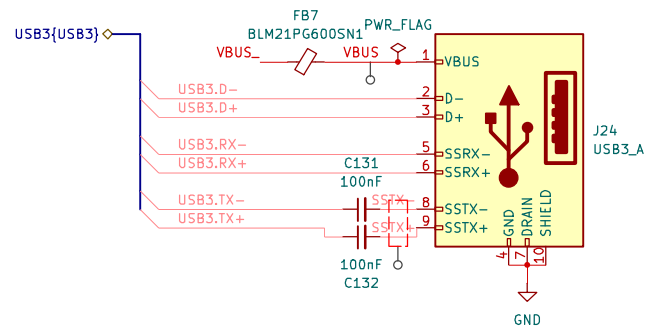 FB7
PWR_FLAG
USB3{USB3}
BLM21PG600SN1
VBUS_
VBUS
1
VBUS
USB3.D-
2
D-
USB3.D+
3
D+
J24
USB3_A
USB3.RX-
5
SSRX-
USB3.RX+
C131
6
SSRX+
100nF
USB3.TX-
SSTX-
8
SSTX-
USB3.TX+
SSTX+
9
SSTX+
GND
DRAIN
SHIELD
4
7
10
100nF
C132
GND